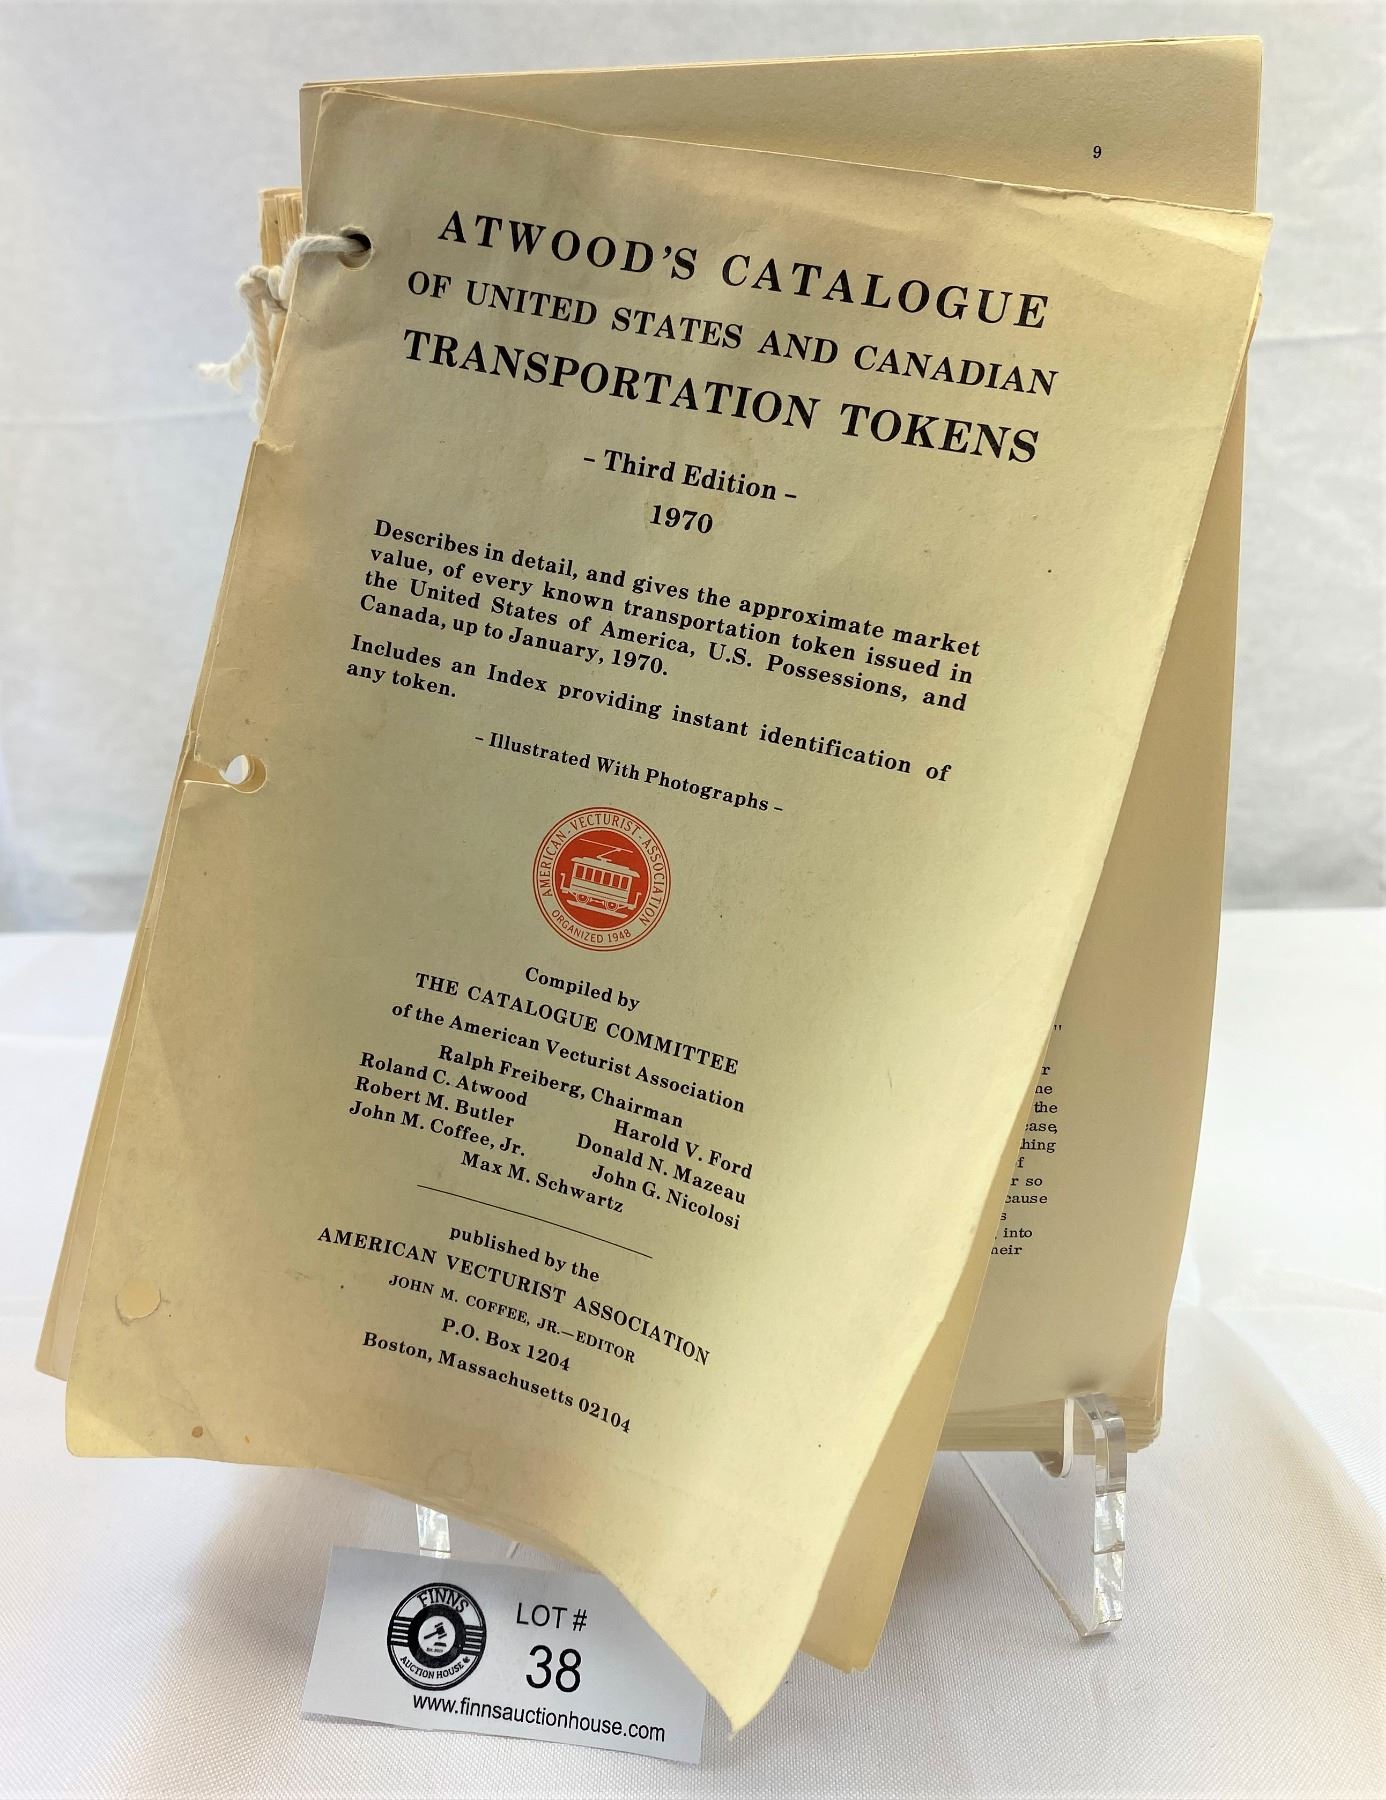 9
ATWOOD'S CATALOGUE
OF UNITED STATES AND CANADIAN
TRANSPORTATION TOKENS
– Third Edition –
1970
Describes in detail, and gives the approximate market
value, of every known transportation token issued in
the United States of America, U.S. Possessions, and
Canada, up to January, 1970.
Includes an Index providing instant identification of
any token.
– Illustrated With Photographs –
AMERICAN-VECTURIST-ASSOCIATION
ORGANIZED 1948
Compiled by
THE CATALOGUE COMMITTEE
of the American Vecturist Association
Ralph Freiberg, Chairman
Roland C. Atwood Harold V. Ford
Robert M. Butler Donald N. Mazeau
John M. Coffee, Jr. John G. Nicolosi
Max M. Schwartz
published by the
AMERICAN VECTURIST ASSOCIATION
JOHN M. COFFEE, JR.—EDITOR
P.O. Box 1204
Boston, Massachusetts 02104
the
so
into
FINNS
AUCTION HOUSE
LOT #
38
www.finnsauctionhouse.com